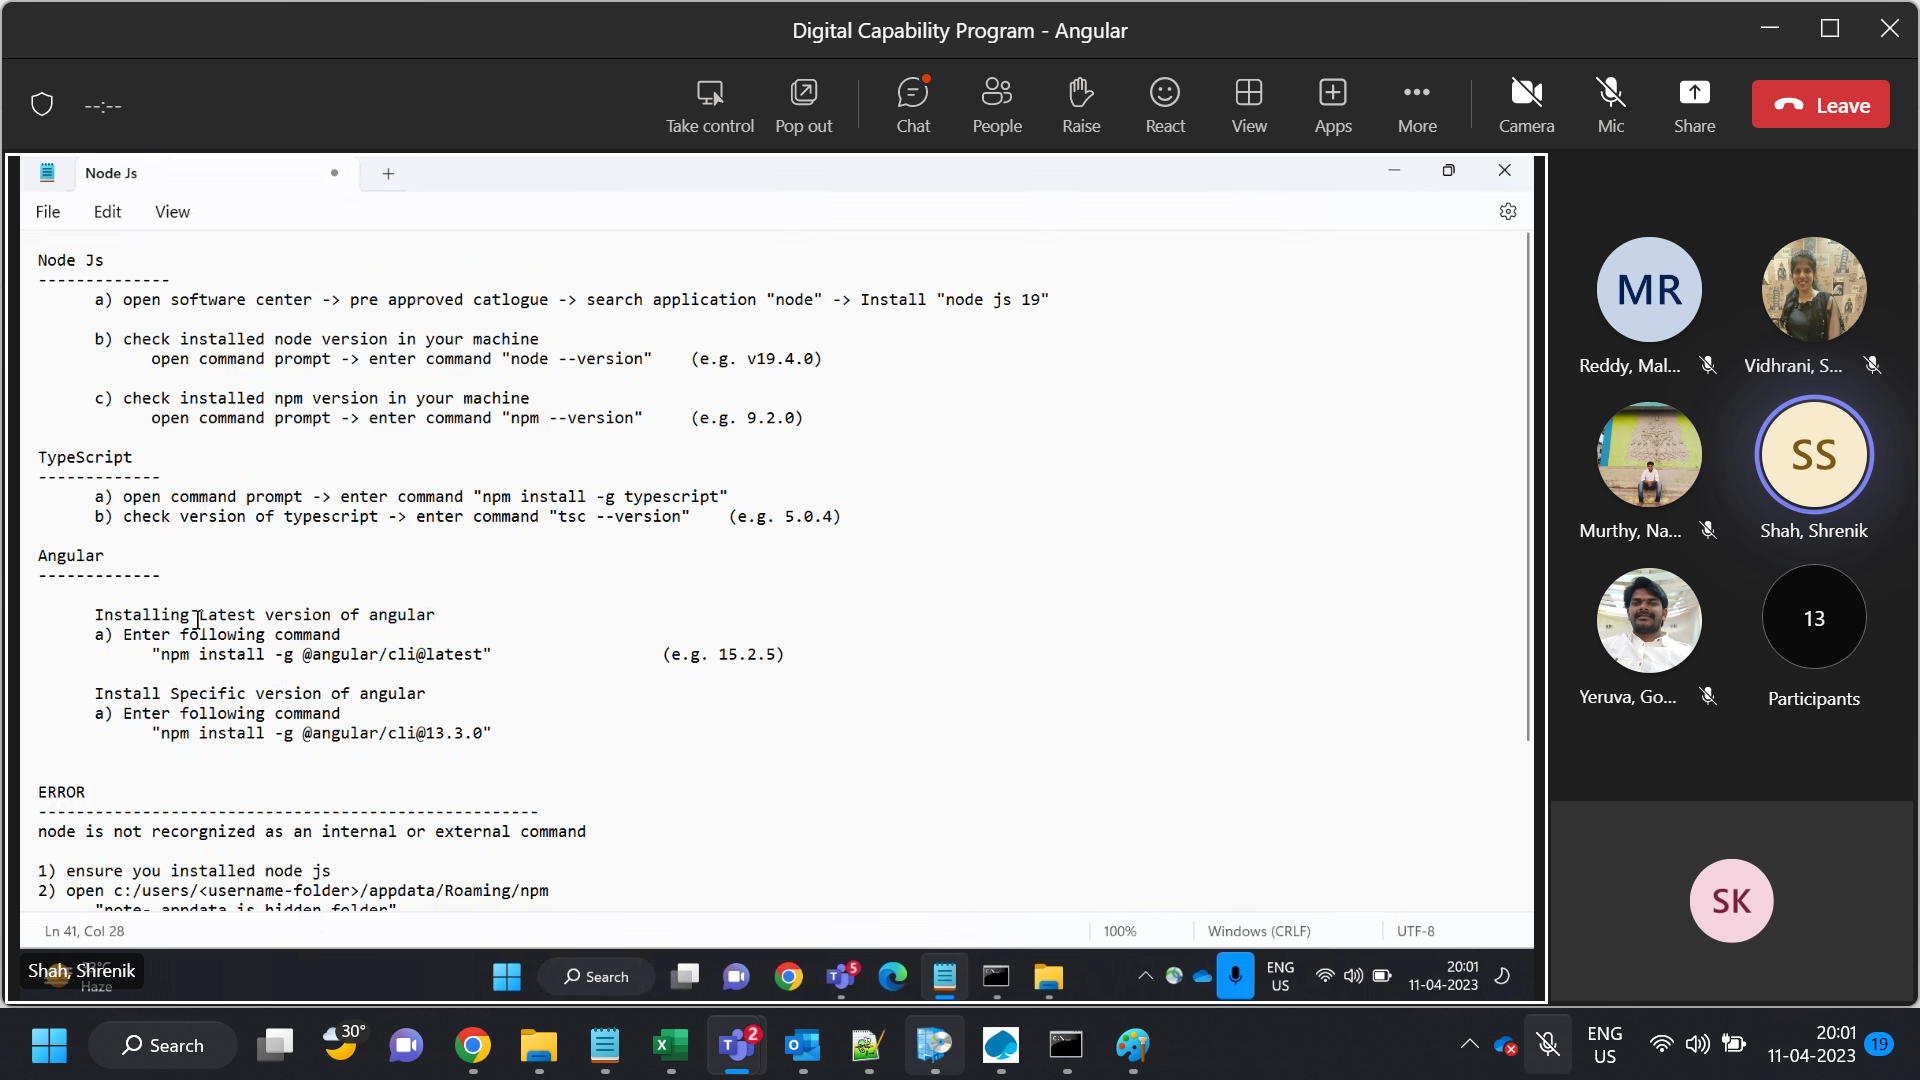 Digital Capability Program - Angular
--:--
Take control
Pop out
Chat
People
Raise
React
View
Apps
More
Camera
Mic
Share
Leave
Node Js
File Edit View
Node Js
--------------
a) open software center -> pre approved catlogue -> search application "node" -> Install "node js 19"
b) check installed node version in your machine
open command prompt -> enter command "node --version" (e.g. v19.4.0)
c) check installed npm version in your machine
open command prompt -> enter command "npm --version" (e.g. 9.2.0)
TypeScript
-------------
a) open command prompt -> enter command "npm install -g typescript"
b) check version of typescript -> enter command "tsc --version" (e.g. 5.0.4)
Angular
-------------
Installing Latest version of angular
a) Enter following command
"npm install -g @angular/cli@latest" (e.g. 15.2.5)
Install Specific version of angular
a) Enter following command
"npm install -g @angular/cli@13.3.0"
ERROR
-----------------------------------------------------
node is not recorgnized as an internal or external command
1) ensure you installed node js
2) open c:/users/<username-folder>/appdata/Roaming/npm
"note- appdata is hidden folder"
Ln 41, Col 28
100%
Windows (CRLF)
UTF-8
Shah, Shrenik
Haze
Search
5
ENG
US
20:01
11-04-2023
MR
Reddy, Mal...
Vidhrani, S...
Murthy, Na...
SS
Shah, Shrenik
Yeruva, Go...
13
Participants
SK
Search
30°
2
ENG
US
20:01
11-04-2023
19